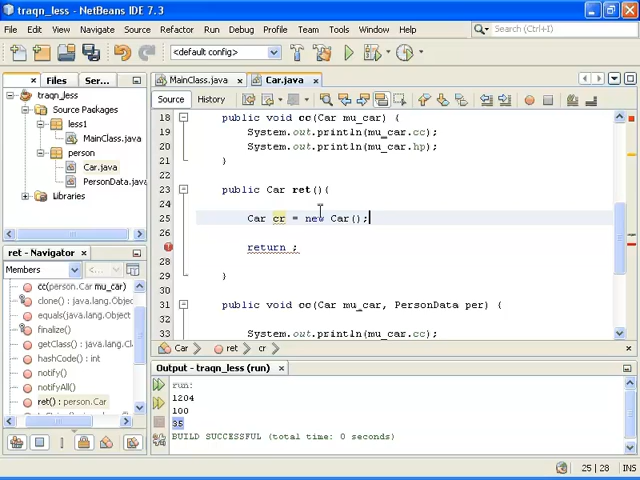 traqn_less - NetBeans IDE 7.3
File Edit View Navigate Source Refactor Run Debug Profile Team Tools Window Help
Search (Ctrl+I)
<default config>
Files Ser...
MainClass.java Car.java
Source History
traqn_less
Source Packages
less1
MainClass.java
person
Car.java
PersonData.java
Libraries
ret - Navigator
Members <...>
cc(person.Car mu_car)
clone() : java.lang.Objec
equals(java.lang.Object
finalize()
getClass() : java.lang.Cla
hashCode() : int
notify()
notifyAll()
ret() : person.Car
18 public void cc(Car mu_car) {
19 System.out.println(mu_car.cc);
20 System.out.println(mu_car.hp);
21 }
22
23 public Car ret(){
24
25 Car cr = new Car();
26
return ;
28
29 }
30
31 public void cc(Car mu_car, PersonData per) {
32
33 System.out.println(mu_car.cc);
Car ret cr
Output - traqn_less (run)
run:
1204
100
35
BUILD SUCCESSFUL (total time: 0 seconds)
25 | 28 INS